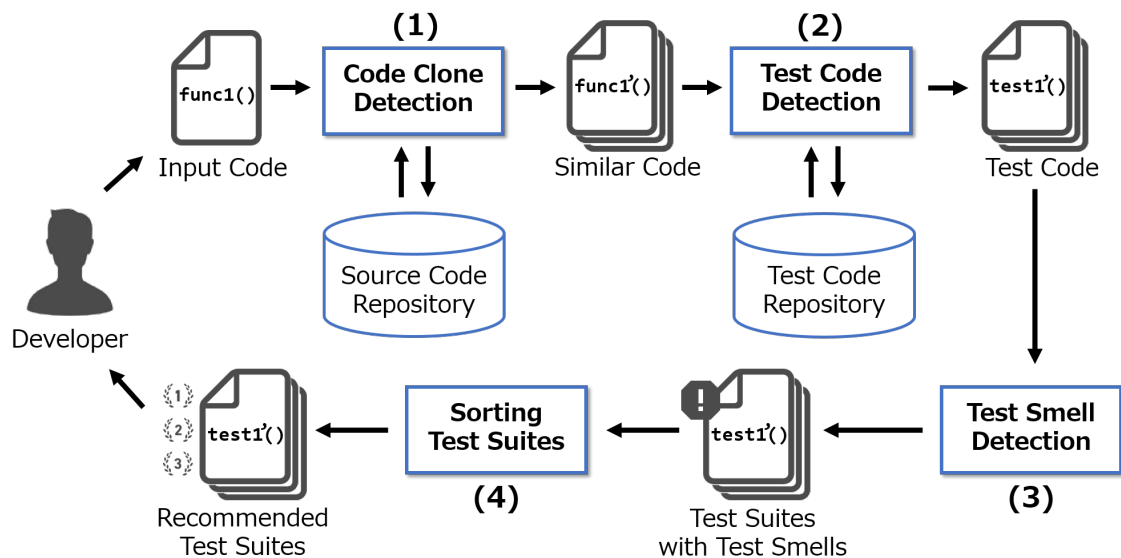 (1)
(2)
func1()
Code Clone
Detection
func1’()
Test Code
Detection
test1’()
Input Code
Similar Code
Test Code
Source Code
Repository
Test Code
Repository
Developer
1
2
3
test1’()
Sorting
Test Suites
!
test1’()
Test Smell
Detection
(4)
(3)
Recommended
Test Suites
Test Suites
with Test Smells